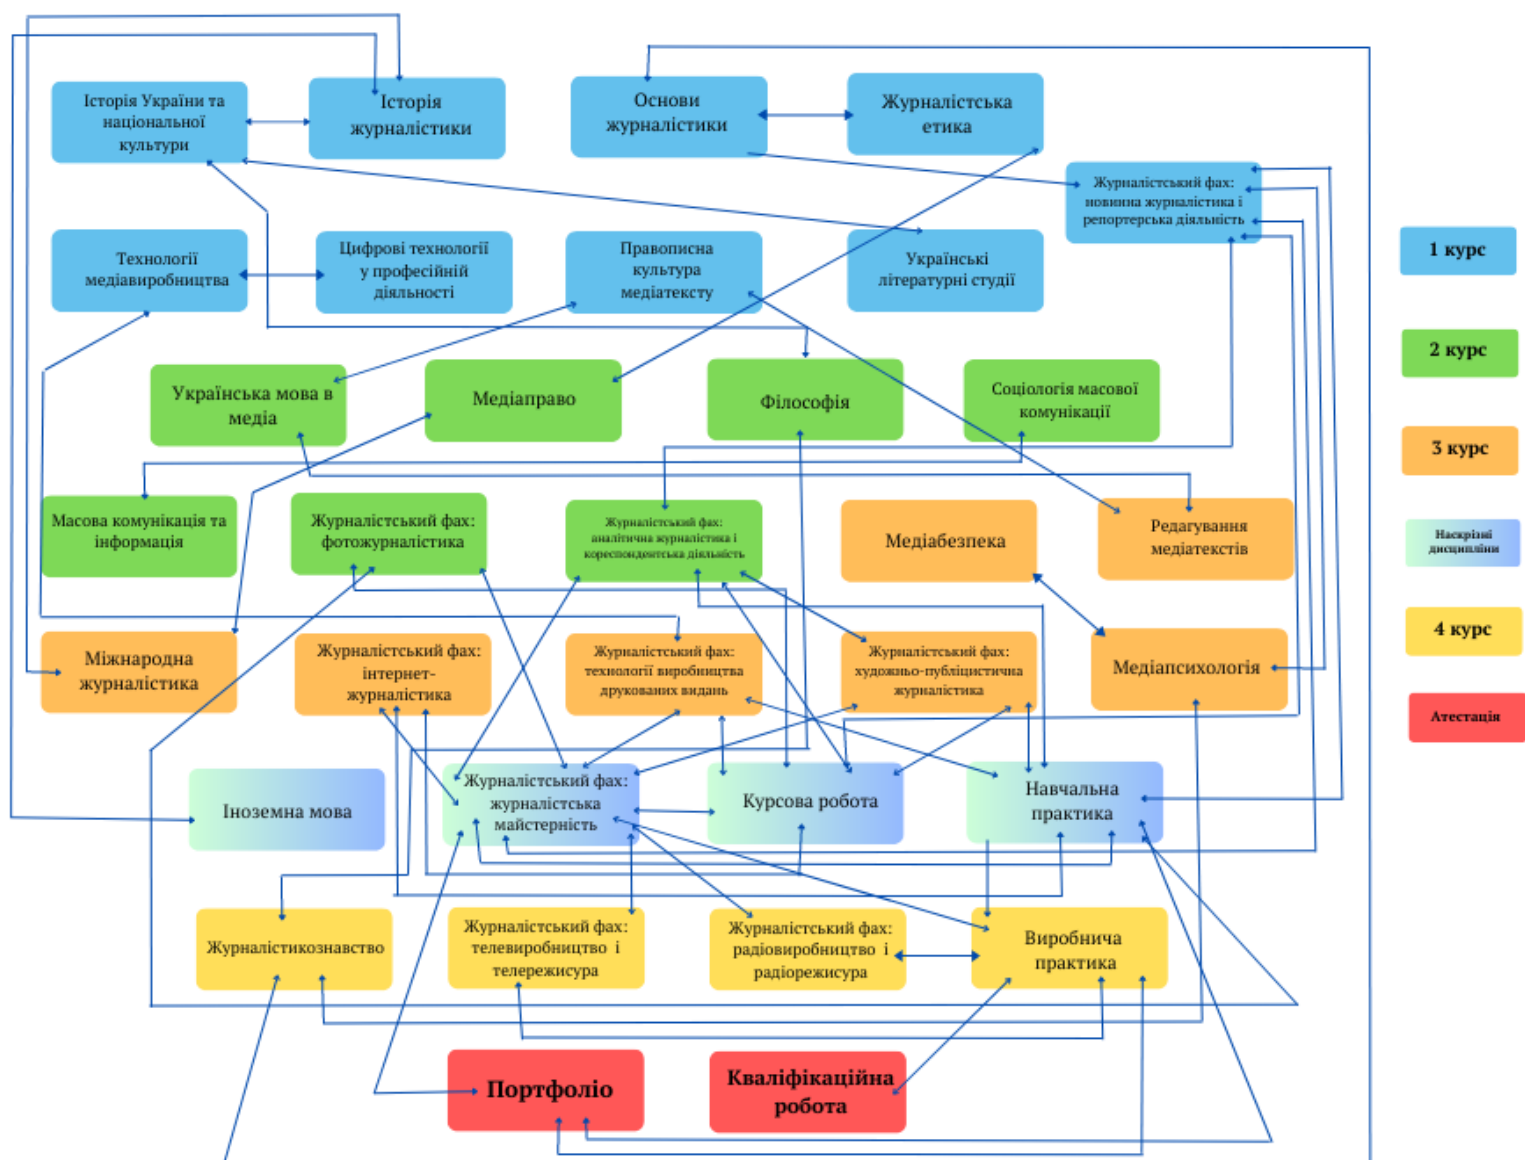 Історія України та
національної
культури
Історія
журналістики
Основи
журналістики
Журналістська
етика
Журналістський фах:
новинна журналістика і
репортерська діяльність
Технології
медіавиробництва
Цифрові технології
у професійній
діяльності
Правописна
культура
медіатексту
Українські
літературні студії
1 курс
2 курс
3 курс
Наскрізні
дисципліни
4 курс
Атестація
Українська мова в
медіа
Медіаправо
Філософія
Соціологія масової
комунікації
Масова комунікація та
інформація
Журналістський фах:
фотожурналістика
Журналістський фах:
аналітична журналістика і
кореспондентська діяльність
Медіабезпека
Редагування
медіатекстів
Міжнародна
журналістика
Журналістський фах:
інтернет-
журналістика
Журналістський фах:
технології виробництва
друкованих видань
Журналістський фах:
художньо-публіцистична
журналістика
Медіапсихологія
Іноземна мова
Журналістський фах:
журналістська
майстерність
Курсова робота
Навчальна
практика
Журналістикознавство
Журналістський фах:
телевиробництво і
телережисура
Журналістський фах:
радіовиробництво і
радіорежисура
Виробнича
практика
Портфоліо
Кваліфікаційна
робота